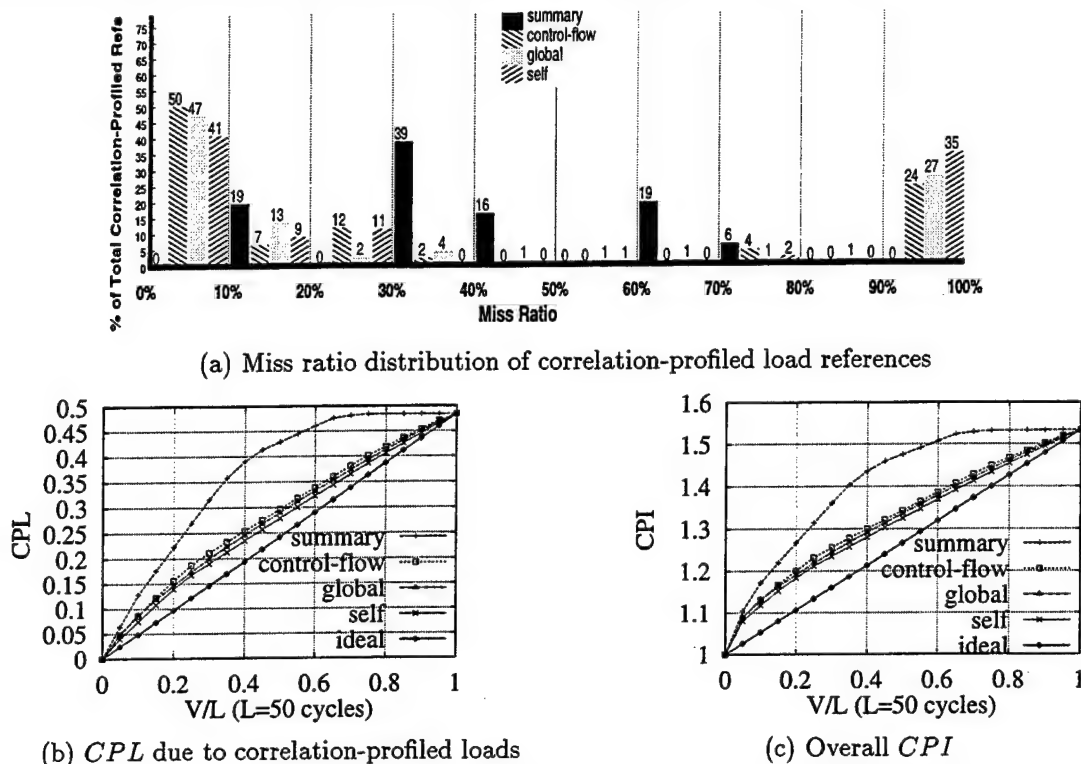 summary
control-flow
global
self
% of Total Correlation-Profiled Refs
75
70
65
60
55
50
45
40
35
30
25
20
15
10
5
0
0 50 47 41
19 7 13 9
0 12 2 11
39 2 4 0
16 0 1 0
0 0 1 1
19 0 1 0
6 4 1 2
0 0 1 0
0 24 27 35
0% 10% 20% 30% 40% 50% 60% 70% 80% 90% 100%
Miss Ratio
(a) Miss ratio distribution of correlation-profiled load references
CPL
0.5
0.45
0.4
0.35
0.3
0.25
0.2
0.15
0.1
0.05
0
summary
control-flow
global
self
ideal
0 0.2 0.4 0.6 0.8 1
V/L (L=50 cycles)
(b) CPL due to correlation-profiled loads
CPI
1.6
1.5
1.4
1.3
1.2
1.1
1
summary
control-flow
global
self
ideal
0 0.2 0.4 0.6 0.8 1
V/L (L=50 cycles)
(c) Overall CPI